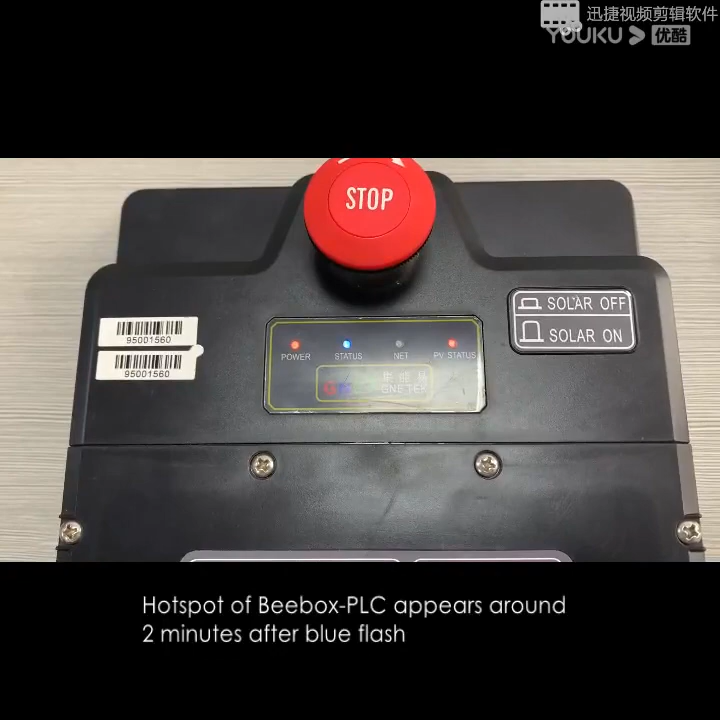 迅捷视频剪辑软件
YOUKU 优酷
STOP
SOLAR OFF
SOLAR ON
95001560
95001560
POWER STATUS NET PV STATUS
Hotspot of Beebox-PLC appears around
2 minutes after blue flash